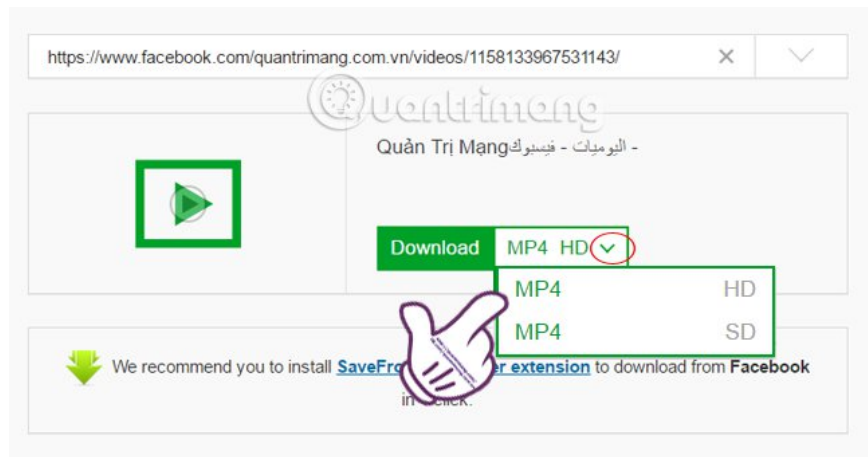 https://www.facebook.com/quantrimang.com.vn/videos/1158133967531143/
Quantrimang
Quản Trị Mạngاليوميات - فيسبوك -
Download MP4 HD
MP4 HD
MP4 SD
We recommend you to install SaveFro er extension to download from Facebook
in click.